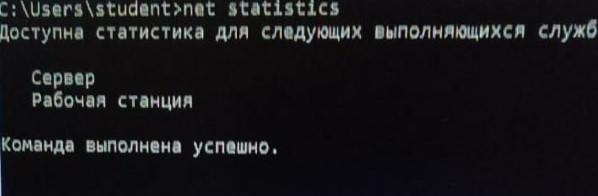 C:\Users\student>net statistics
Доступна статистика для следующих выполняющихся служб
Сервер
Рабочая станция
Команда выполнена успешно.